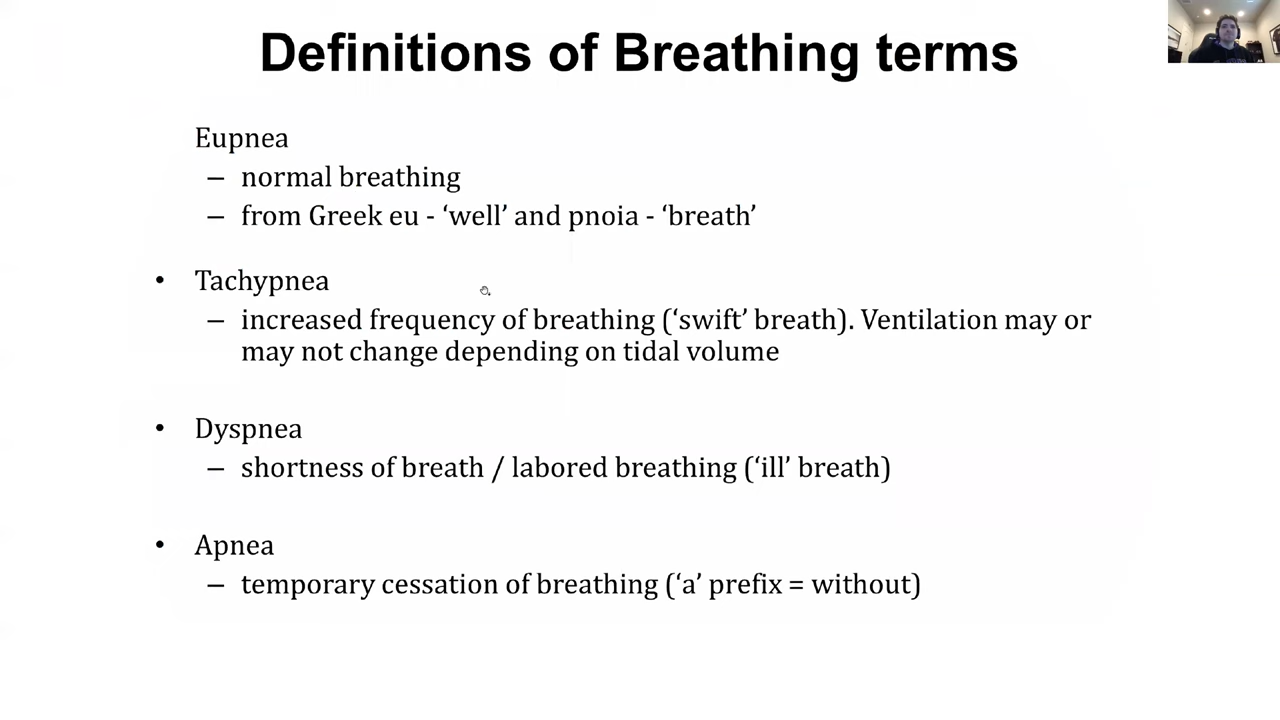 Definitions of Breathing terms
Eupnea
– normal breathing
– from Greek eu - ‘well’ and pnoia - ‘breath’
• Tachypnea
– increased frequency of breathing (‘swift’ breath). Ventilation may or
may not change depending on tidal volume
• Dyspnea
– shortness of breath / labored breathing (‘ill’ breath)
• Apnea
– temporary cessation of breathing (‘a’ prefix = without)